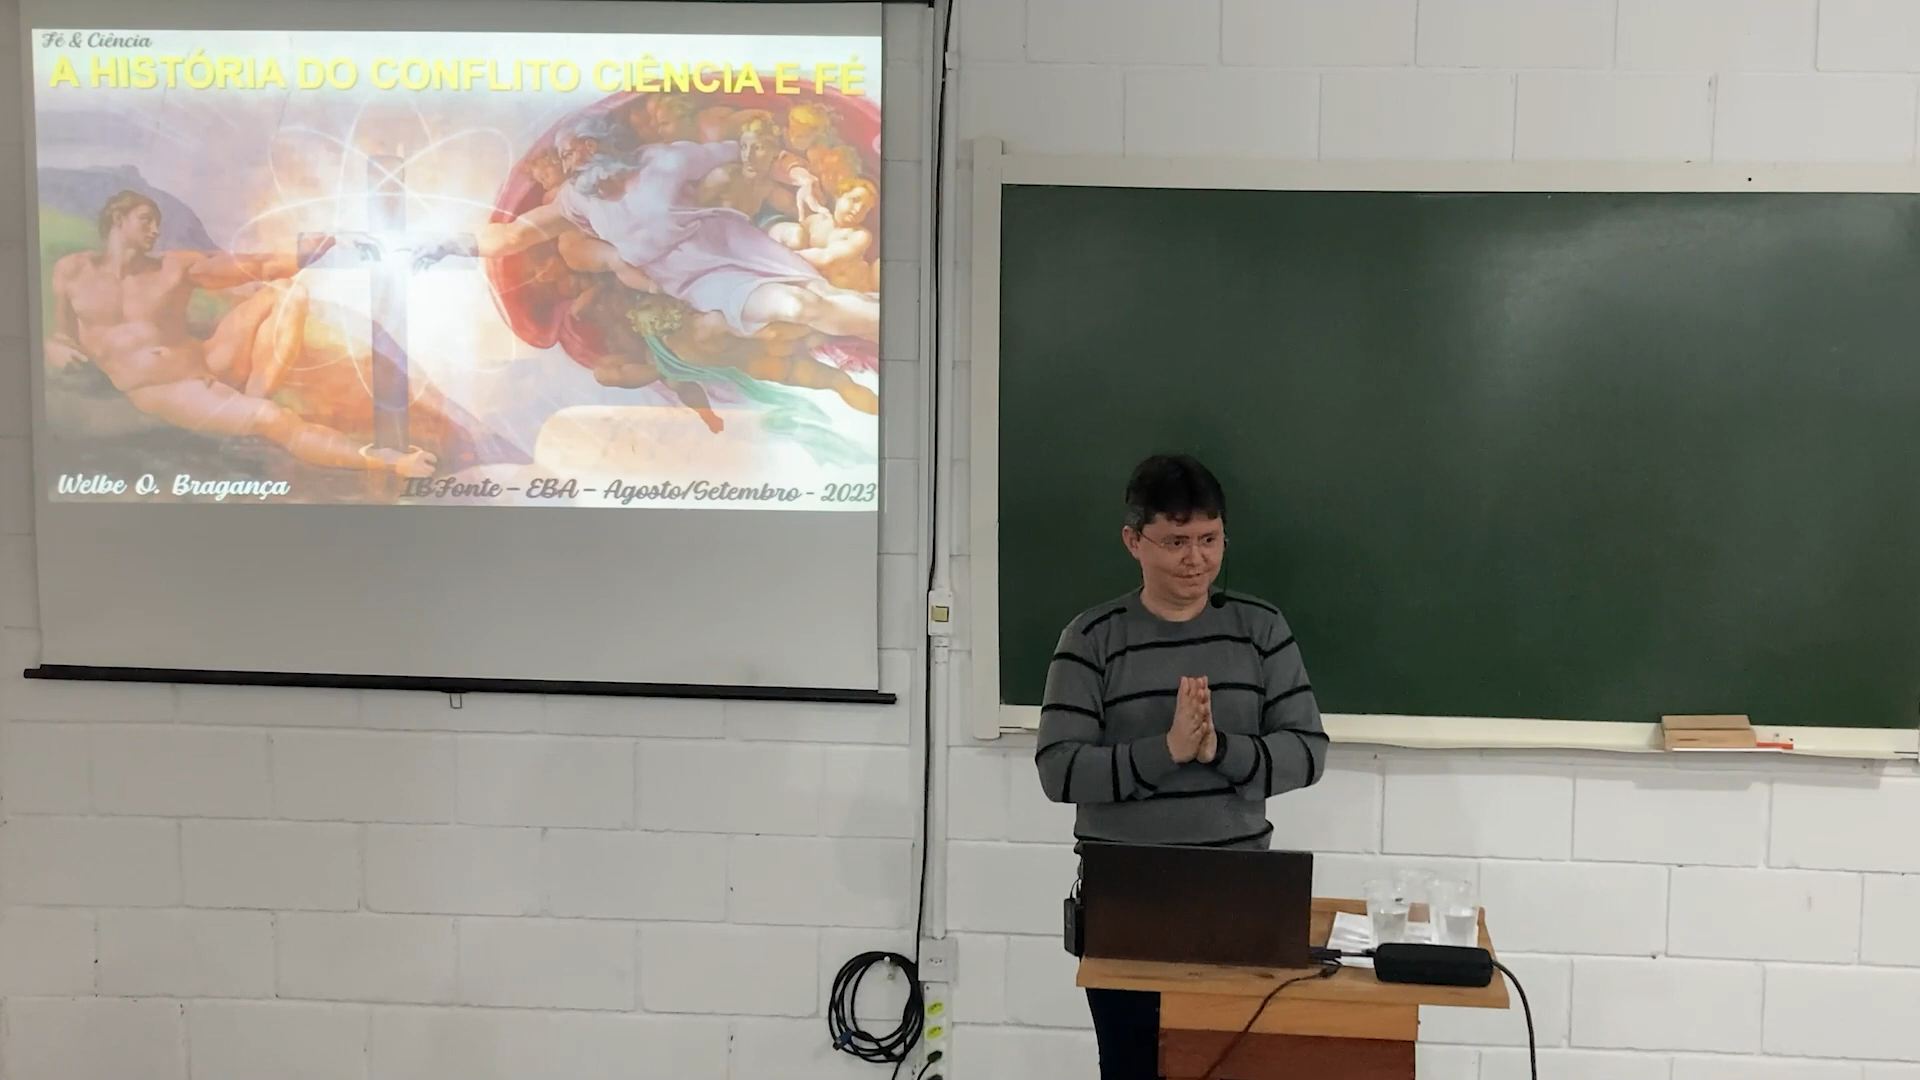 Fé & Ciência
A HISTÓRIA DO CONFLITO CIÊNCIA E FÉ
Welbe O. Bragança
IBFonte – EBA – Agosto/Setembro - 2023